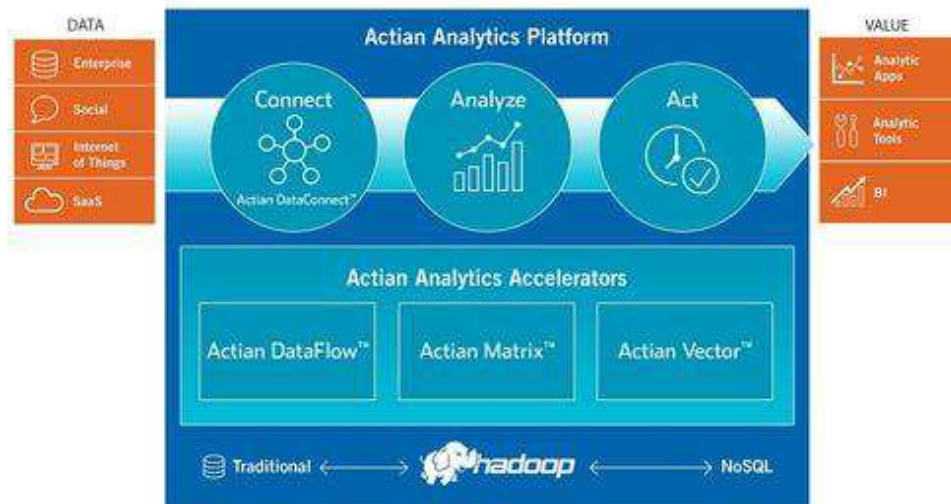 DATA
Enterprise
Social
Internet
of Things
SaaS
Actian Analytics Platform
Connect
Actian DataConnect™
Analyze
Act
VALUE
Analytic
Apps
Analytic
Tools
BI
Actian Analytics Accelerators
Actian DataFlow™
Actian Matrix™
Actian Vector™
Traditional
hadoop
NoSQL